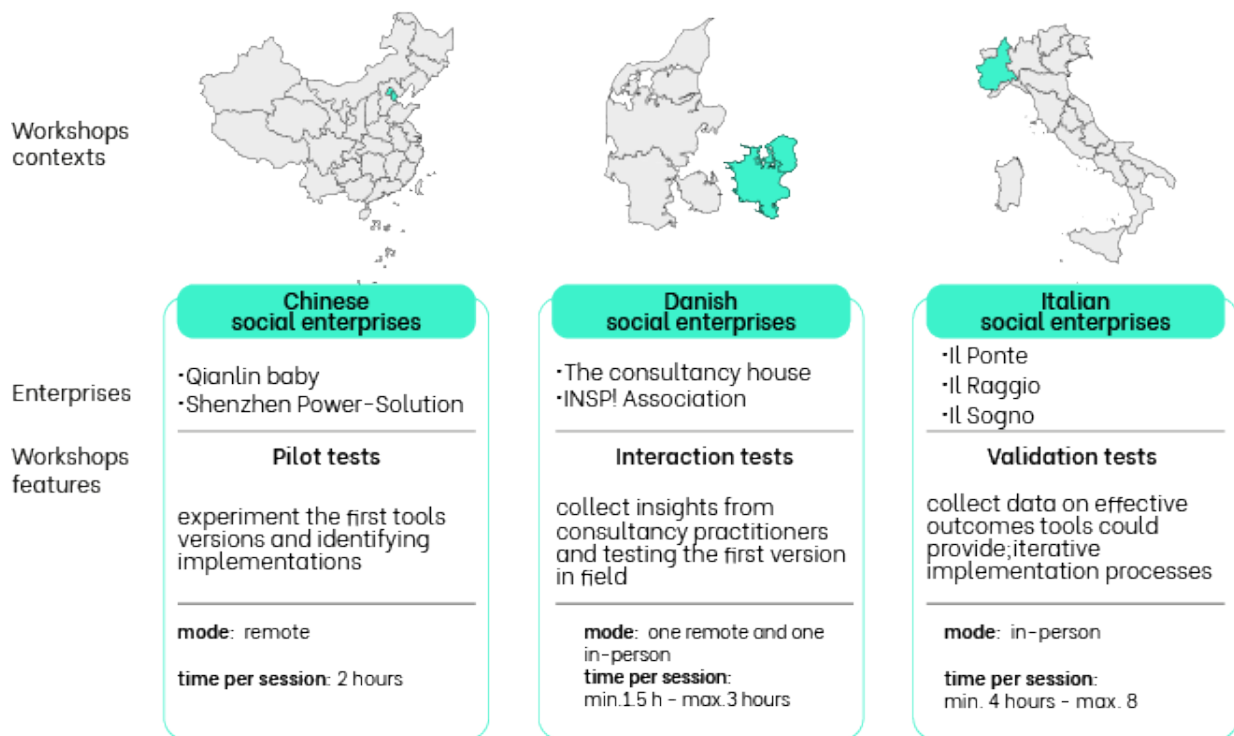 Workshops
contexts
Chinese
social enterprises
Danish
social enterprises
Italian
social enterprises
Enterprises
·Qianlin baby
·Shenzhen Power-Solution
·The consultancy house
·INSP! Association
·Il Ponte
·Il Raggio
·Il Sogno
Workshops
features
Pilot tests
experiment the first tools
versions and identifying
implementations
mode: remote
time per session: 2 hours
Interaction tests
collect insights from
consultancy practitioners
and testing the first version
in field
mode: one remote and one
in-person
time per session:
min.1.5 h - max.3 hours
Validation tests
collect data on effective
outcomes tools could
provide;iterative
implementation processes
mode: in-person
time per session:
min. 4 hours - max. 8